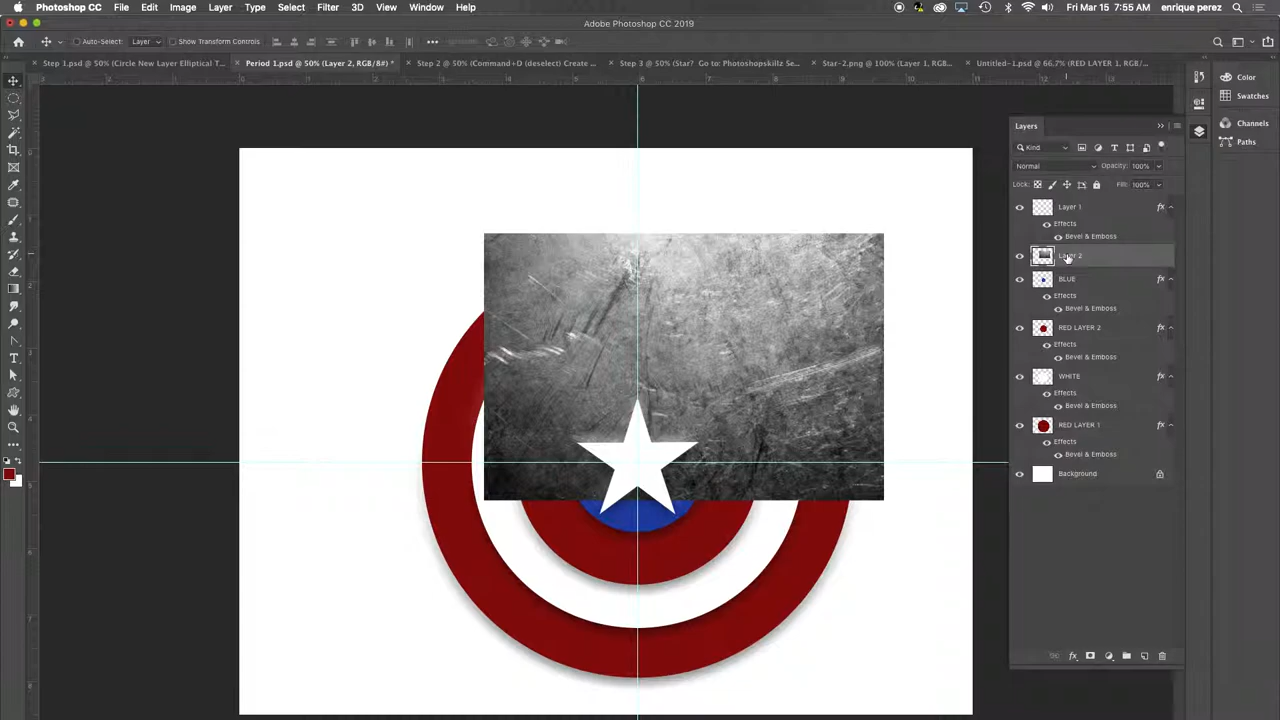 Photoshop CC File Edit Image Layer Type Select Filter 3D View Window Help Fri Mar 15 7:55 AM enrique perez
Adobe Photoshop CC 2019
Auto-Select: Layer Show Transform Controls
Step 1.psd @ 50% (Circle New Layer Elliptical T... Period 1.psd @ 50% (Layer 2, RGB/8#) * Step 2 @ 50% (Command+D (deselect) Create ... Step 3 @ 50% (Star? Go to: Photoshopskillz Se... Star-2.png @ 100% (Layer 1, RGB... Untitled-1.psd @ 66.7% (RED LAYER 1, RGB/...
Color
Swatches
Channels
Paths
Layers
Kind
Normal Opacity: 100%
Lock: Fill: 100%
Layer 1 fx
Effects
Bevel & Emboss
Layer 2
BLUE fx
Effects
Bevel & Emboss
RED LAYER 2 fx
Effects
Bevel & Emboss
WHITE fx
Effects
Bevel & Emboss
RED LAYER 1 fx
Effects
Bevel & Emboss
Background
fx